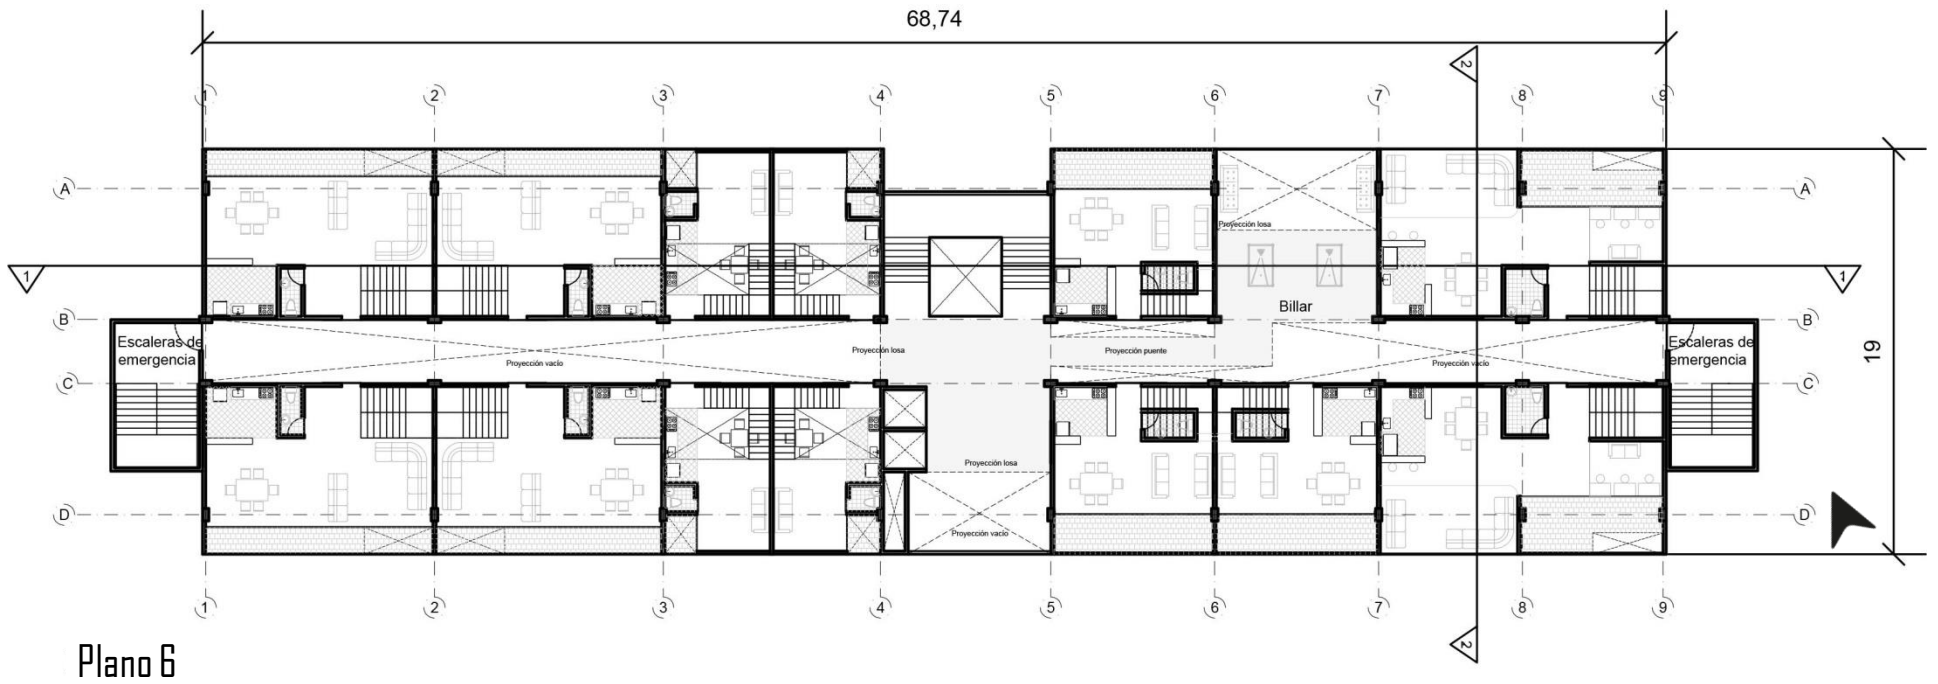 68,74
2
1 2 3 4 5 6 7 8 9
A A
Proyección losa
1 1
Billar
B B
Escaleras de
emergencia
Proyección vacío
Proyección losa
Proyección puente
Proyección vacío
Escaleras de
emergencia
19
C C
Proyección losa
D D
Proyección vacío
1 2 3 4 5 6 7 8 9
2
Plano 6